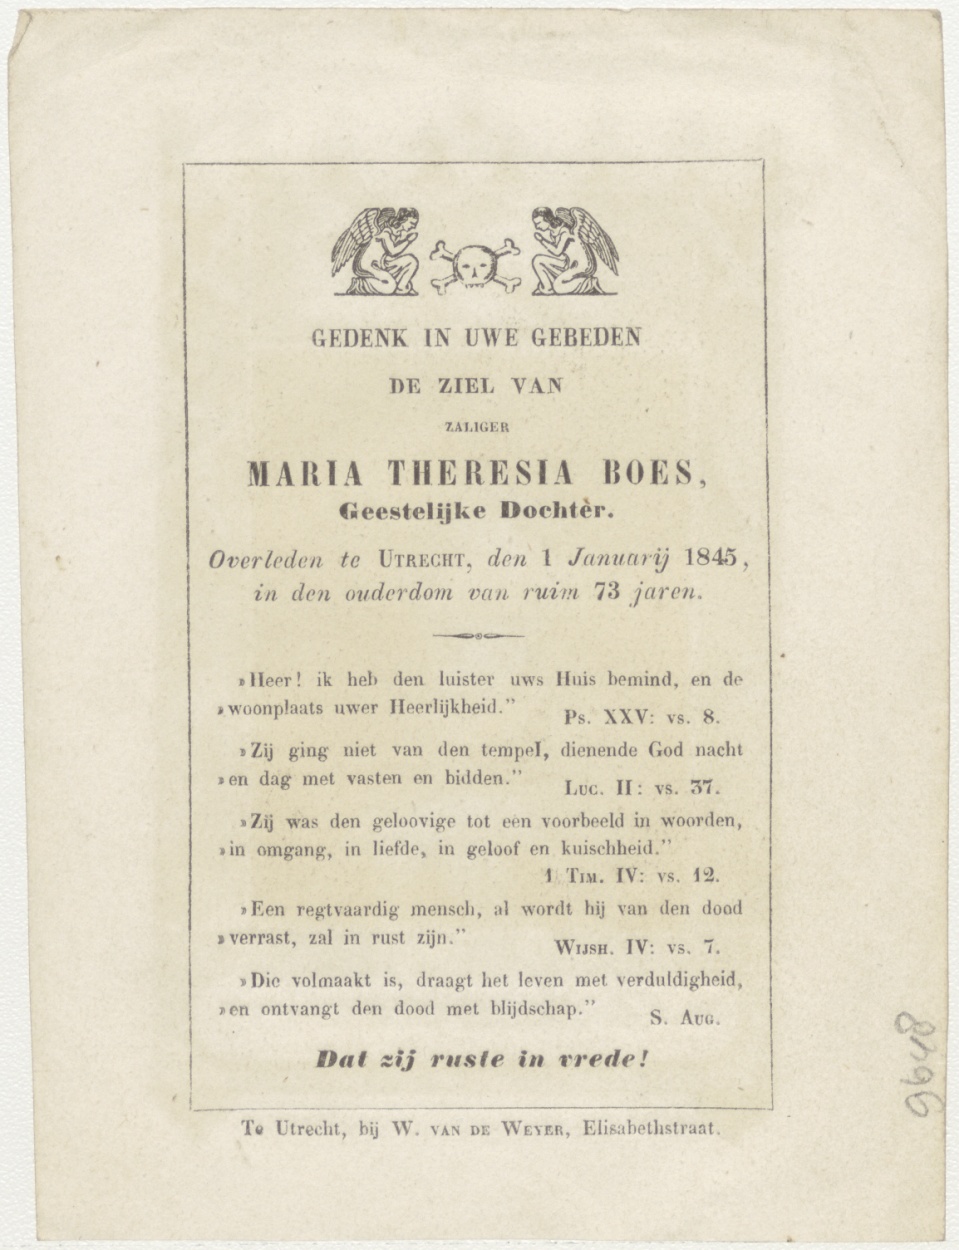 GEDENK IN UWE GEBEDEN
DE ZIEL VAN
ZALIGER
MARIA THERESIA BOES,
Geestelijke Dochtèr.
Overleden te UTRECHT, den 1 Januarij 1845,
in den ouderdom van ruim 73 jaren.
»Heer! ik heb den luister uws Huis bemind, en de
»woonplaats uwer Heerlijkheid.”
Ps. XXV: vs. 8.
»Zij ging niet van den tempel, dienende God nacht
»en dag met vasten en bidden.”
Luc. II: vs. 37.
»Zij was den geloovige tot een voorbeeld in woorden,
»in omgang, in liefde, in geloof en kuischheid.”
1 Tim. IV: vs. 12.
»Een regtvaardig mensch, al wordt hij van den dood
»verrast, zal in rust zijn.”
Wijsh. IV: vs. 7.
»Die volmaakt is, draagt het leven met verduldigheid,
»en ontvangt den dood met blijdschap.”
S. Aug.
Dat zij ruste in vrede!
Te Utrecht, bij W. van de Weyer, Elisabethstraat.
9648